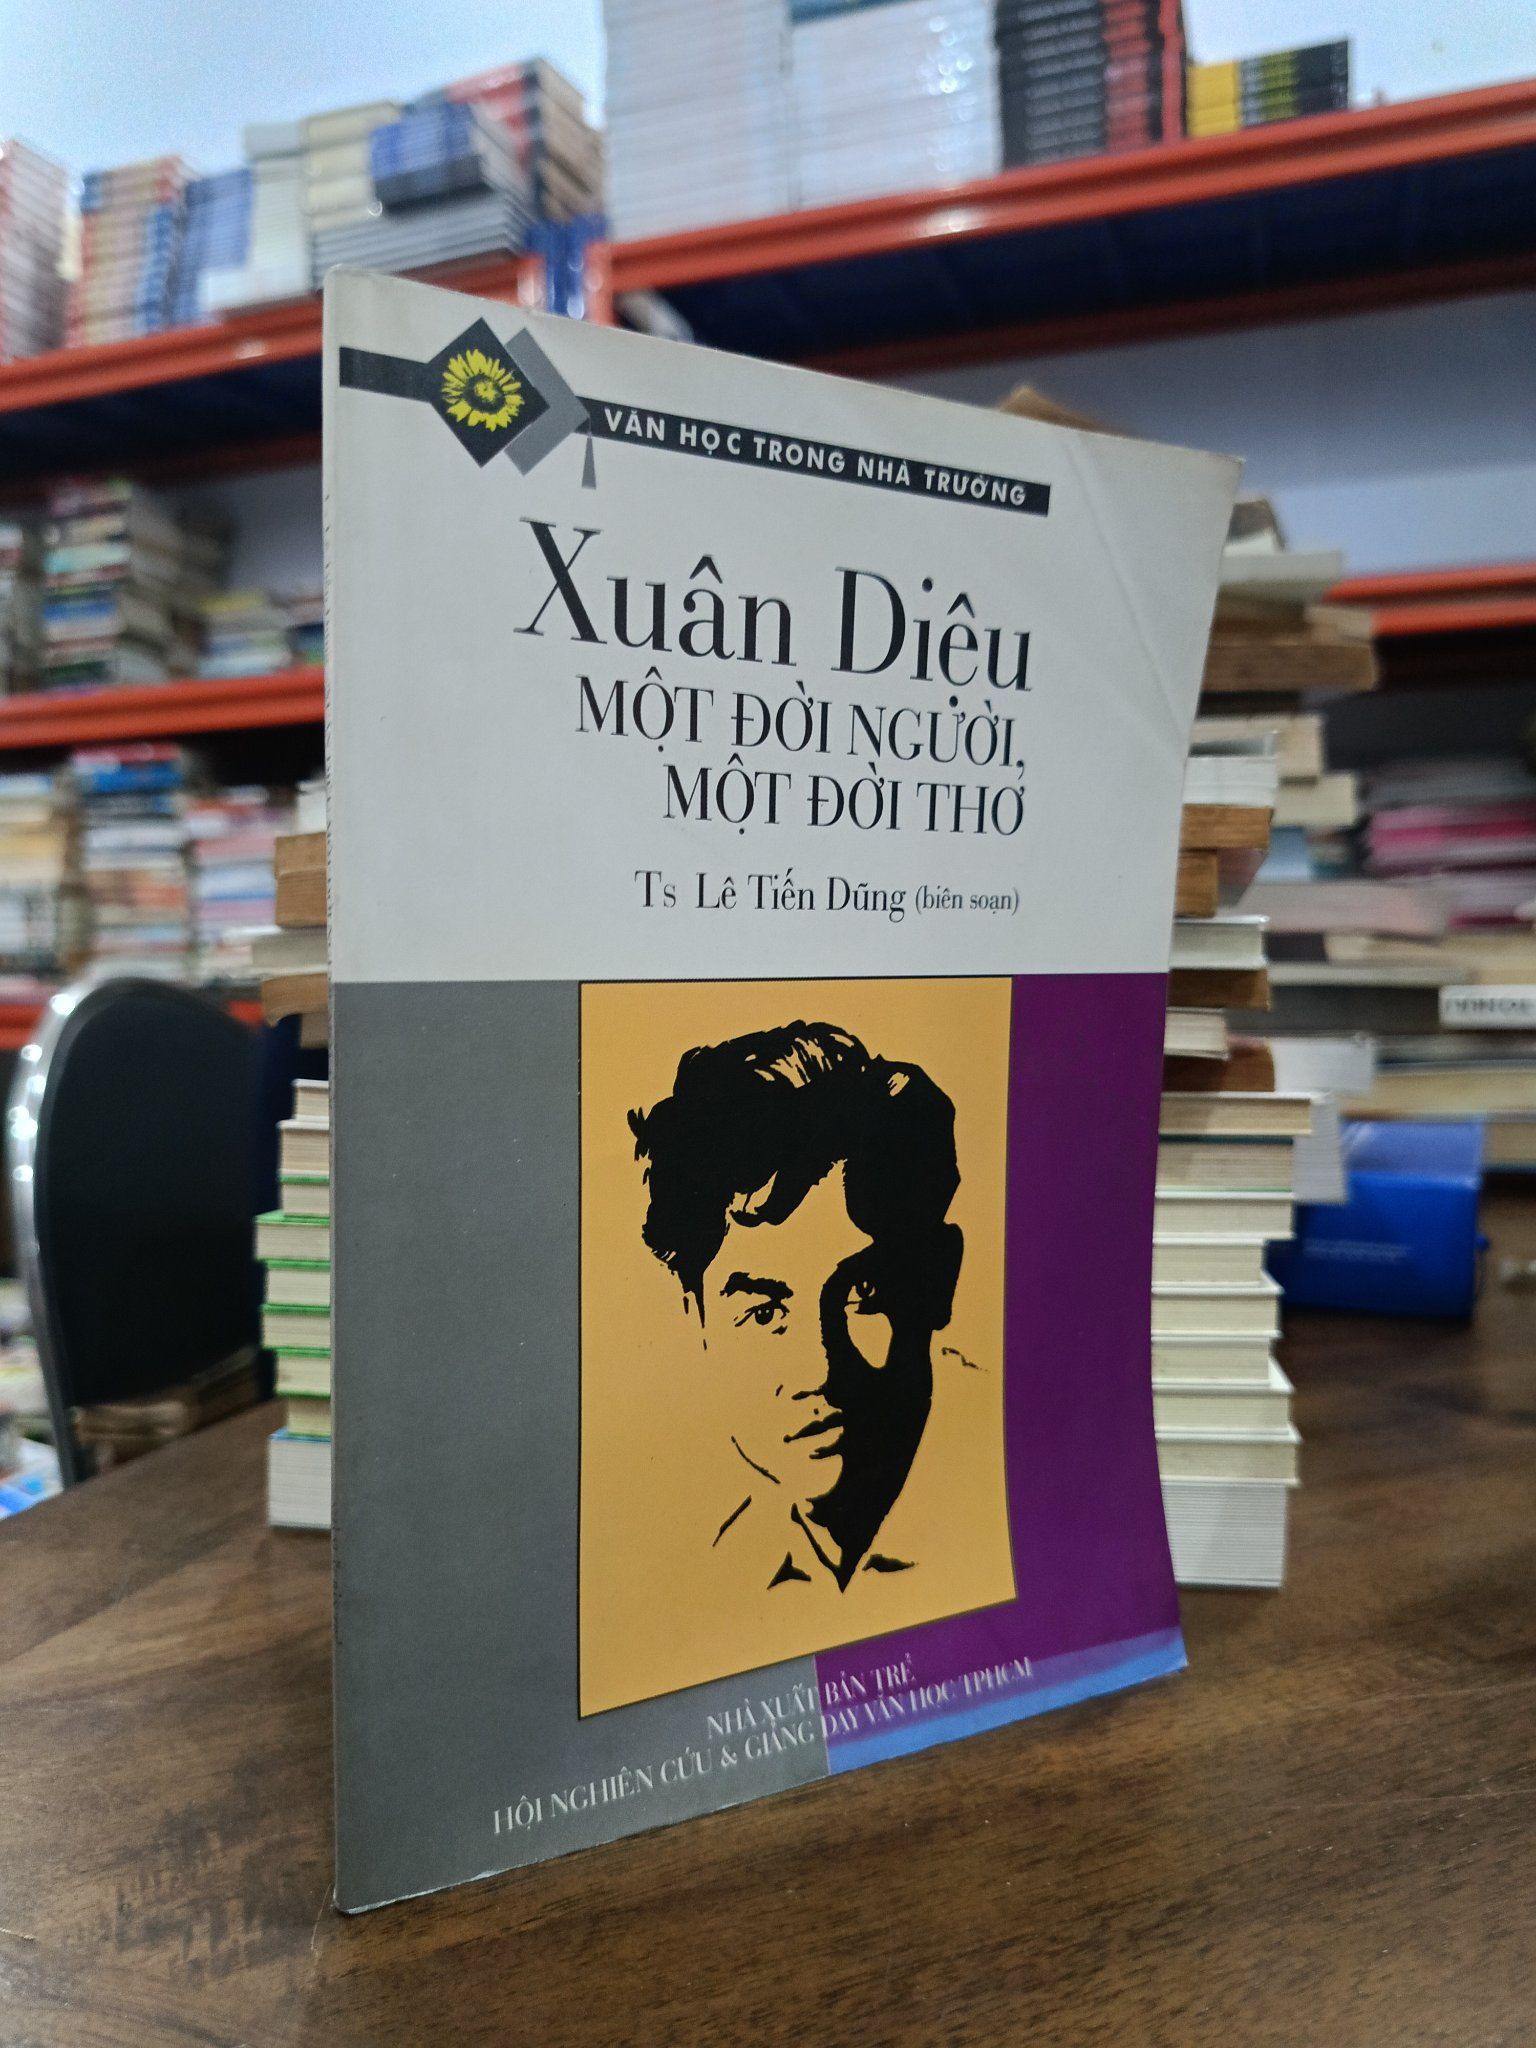 VĂN HỌC TRONG NHÀ TRƯỜNG
Xuân Diệu
MỘT ĐỜI NGƯỜI,
MỘT ĐỜI THƠ
Ts Lê Tiến Dũng (biên soạn)
NHÀ XUẤT BẢN TRẺ
HỘI NGHIÊN CỨU & GIẢNG DẠY VĂN HỌC TPHCM